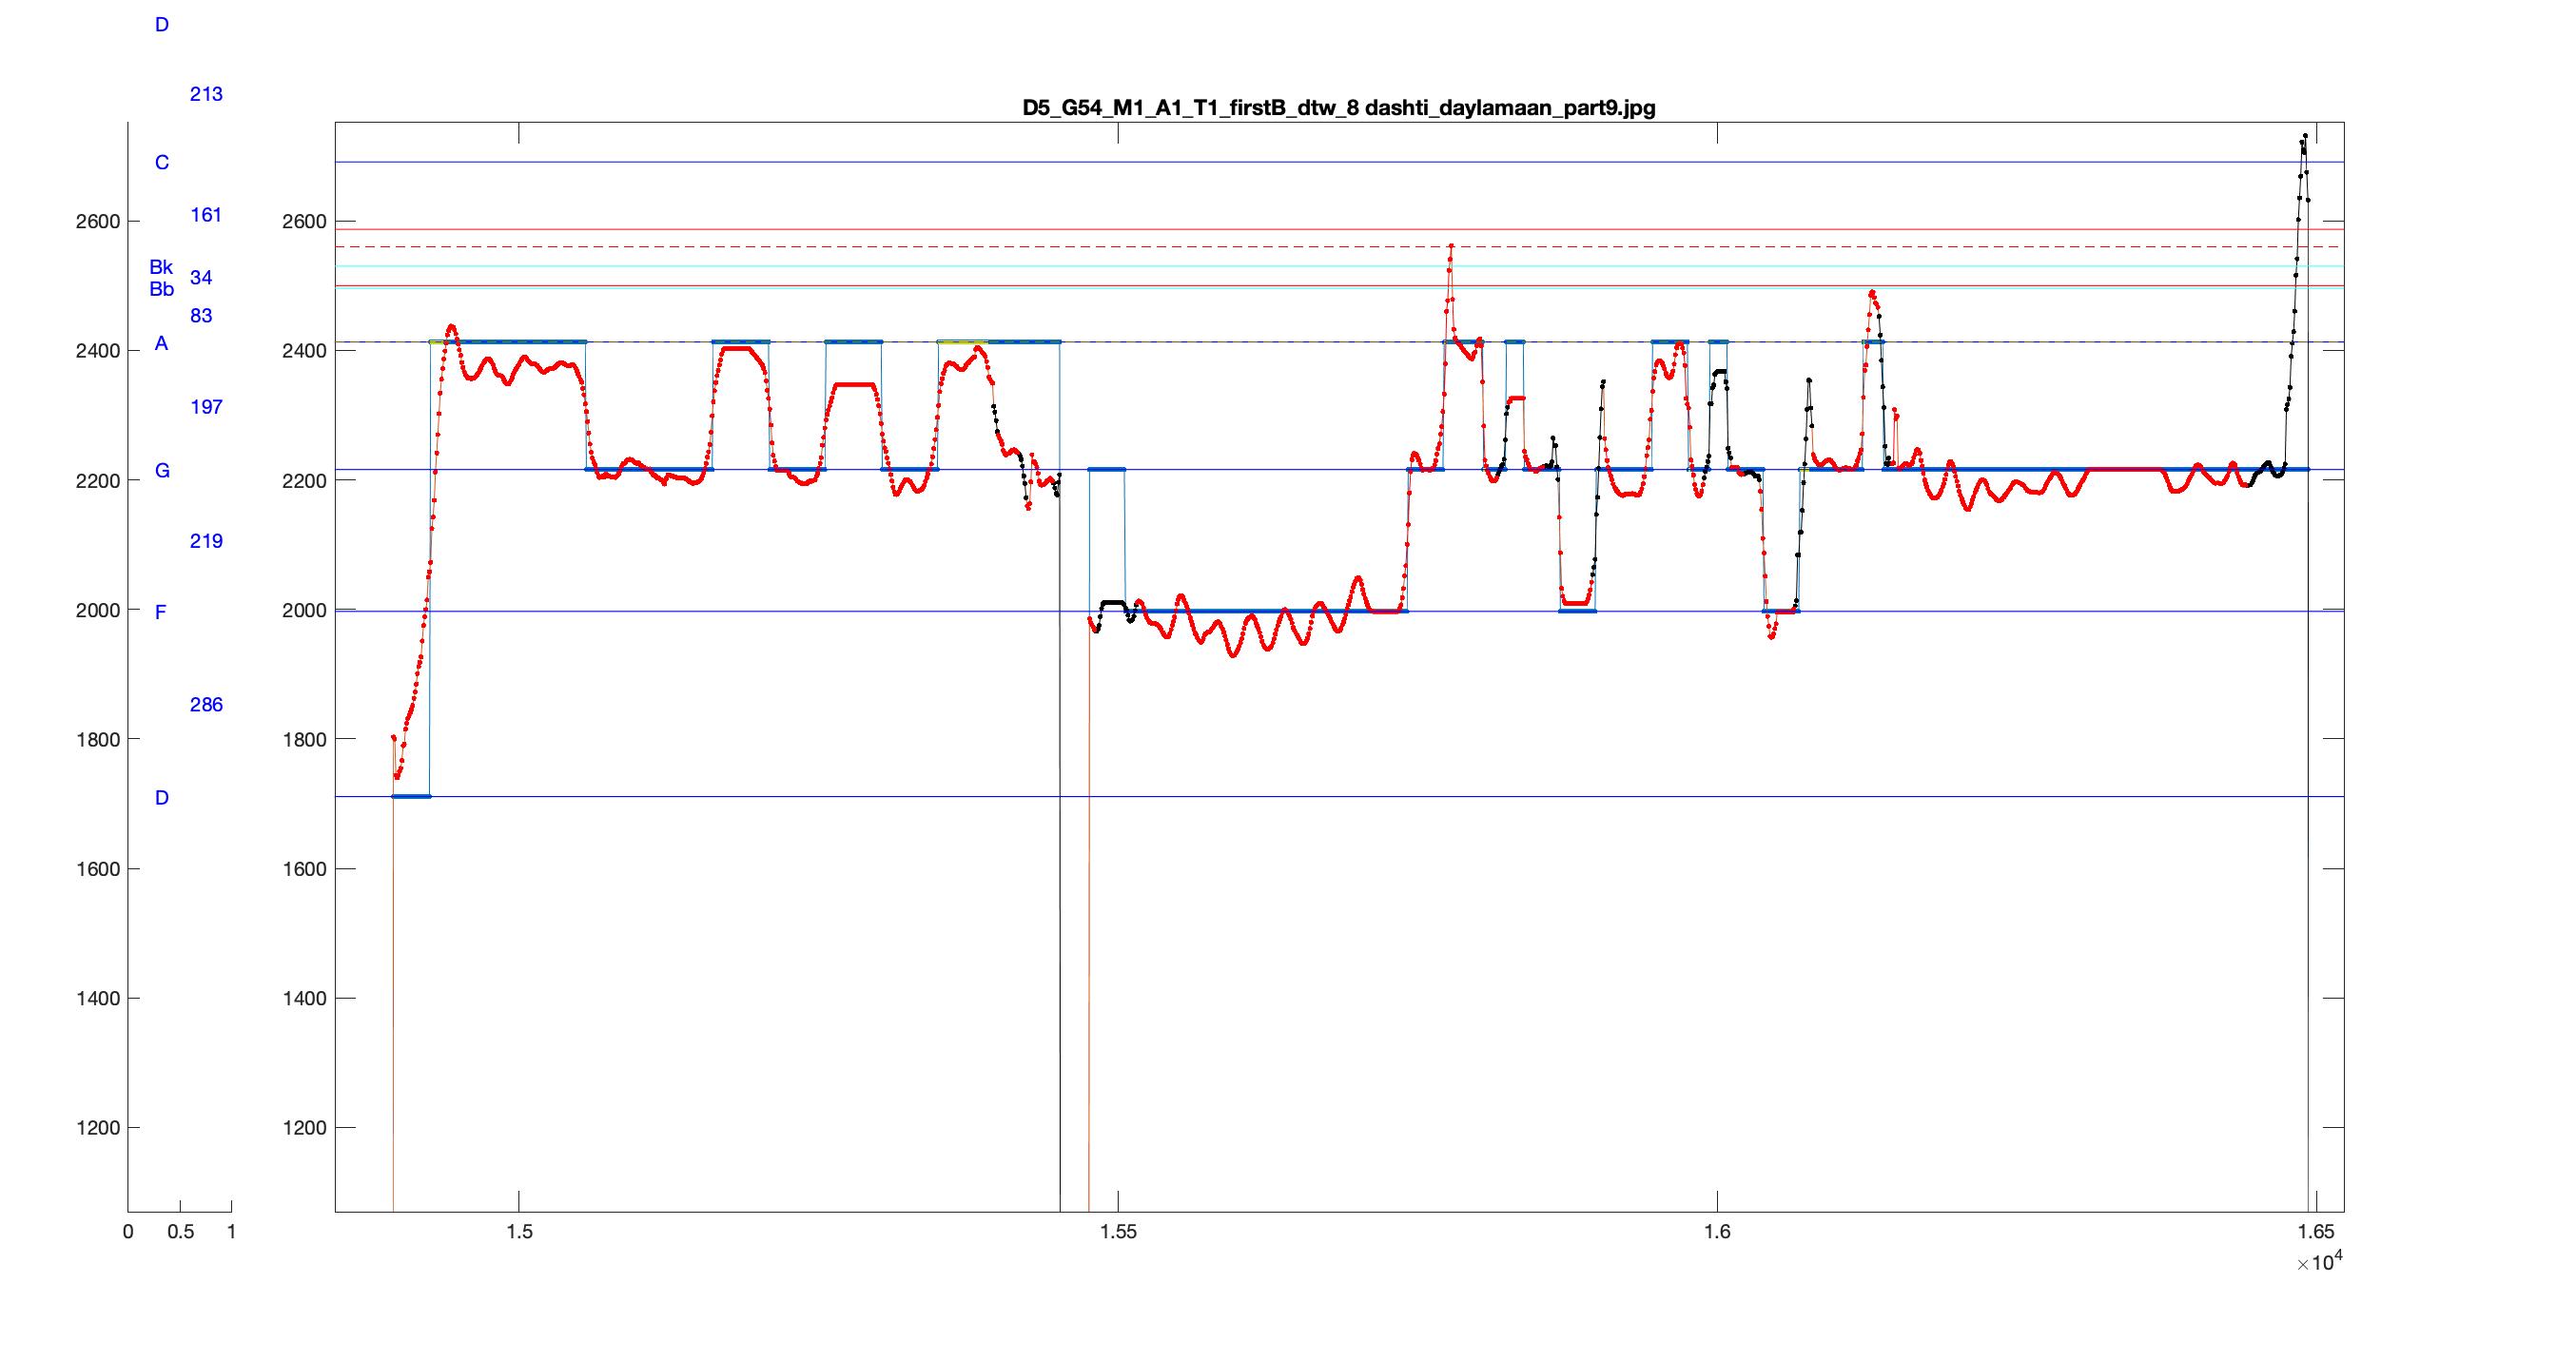 D
213
D5_G54_M1_A1_T1_firstB_dtw_8 dashti_daylamaan_part9.jpg
C
161
2600 2600
Bk
34
Bb
83
A
2400 2400
197
G
2200 2200
219
F
2000 2000
286
1800 1800
D
1600 1600
1400 1400
1200 1200
0 0.5 1 1.5 1.55 1.6 1.65
×10⁴